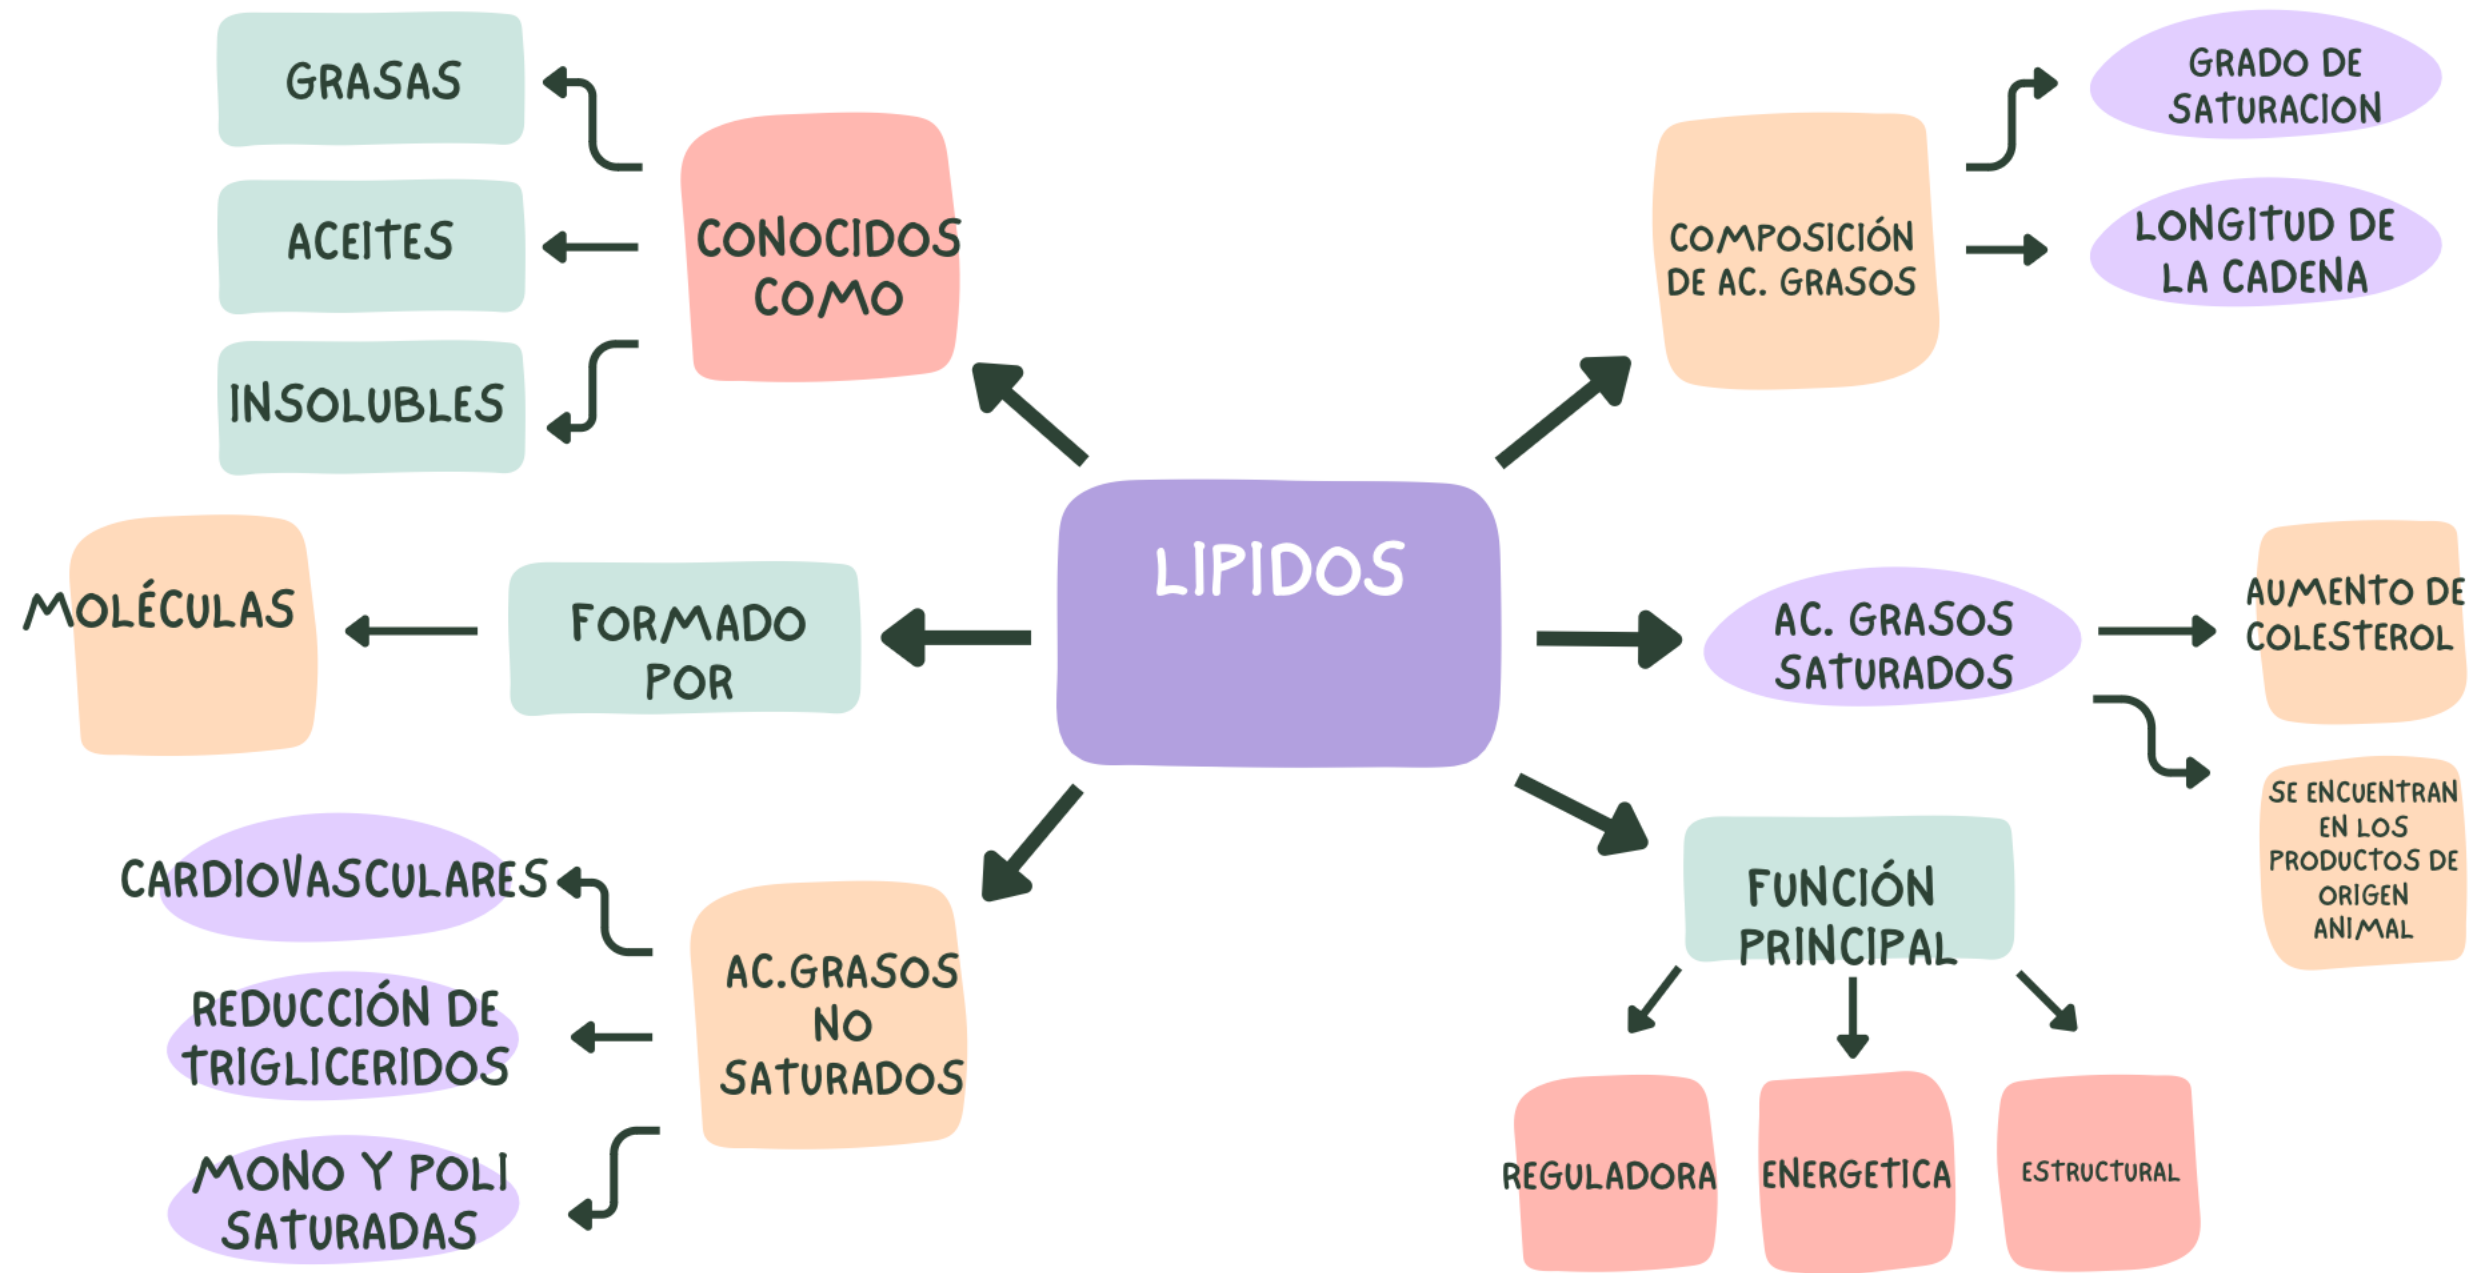 GRASAS
ACEITES
INSOLUBLES
CONOCIDOS
COMO
COMPOSICIÓN
DE AC. GRASOS
GRADO DE
SATURACION
LONGITUD DE
LA CADENA
LIPIDOS
MOLÉCULAS
FORMADO
POR
AC. GRASOS
SATURADOS
AUMENTO DE
COLESTEROL
SE ENCUENTRAN
EN LOS
PRODUCTOS DE
ORIGEN
ANIMAL
CARDIOVASCULARES
REDUCCIÓN DE
TRIGLICERIDOS
MONO Y POLI
SATURADAS
AC.GRASOS
NO
SATURADOS
FUNCIÓN
PRINCIPAL
REGULADORA
ENERGETICA
ESTRUCTURAL